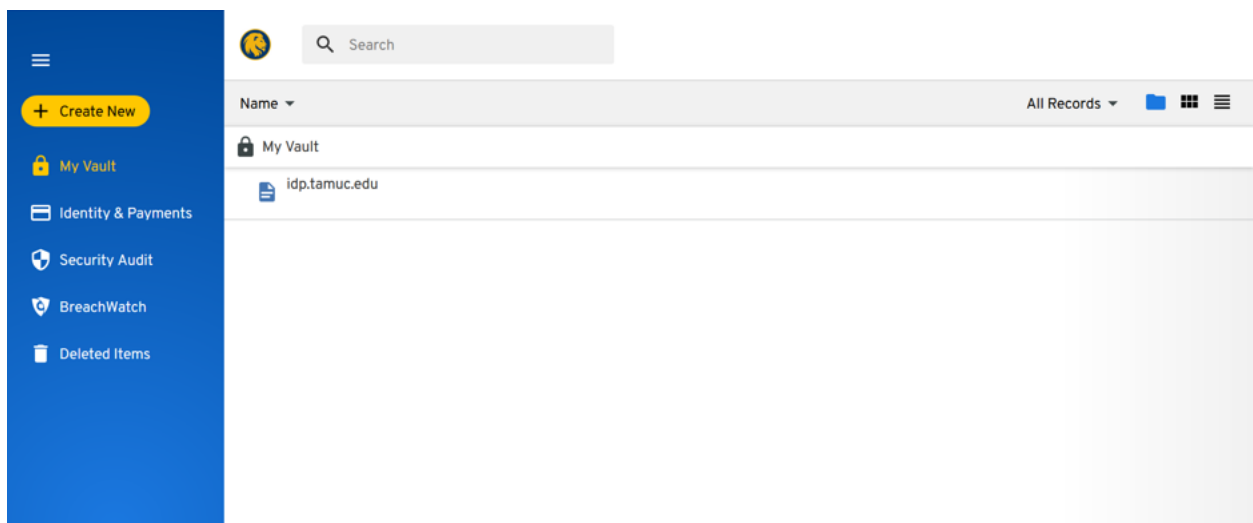 Search
Create New
Name
All Records
My Vault
My Vault
idp.tamuc.edu
Identity & Payments
Security Audit
BreachWatch
Deleted Items